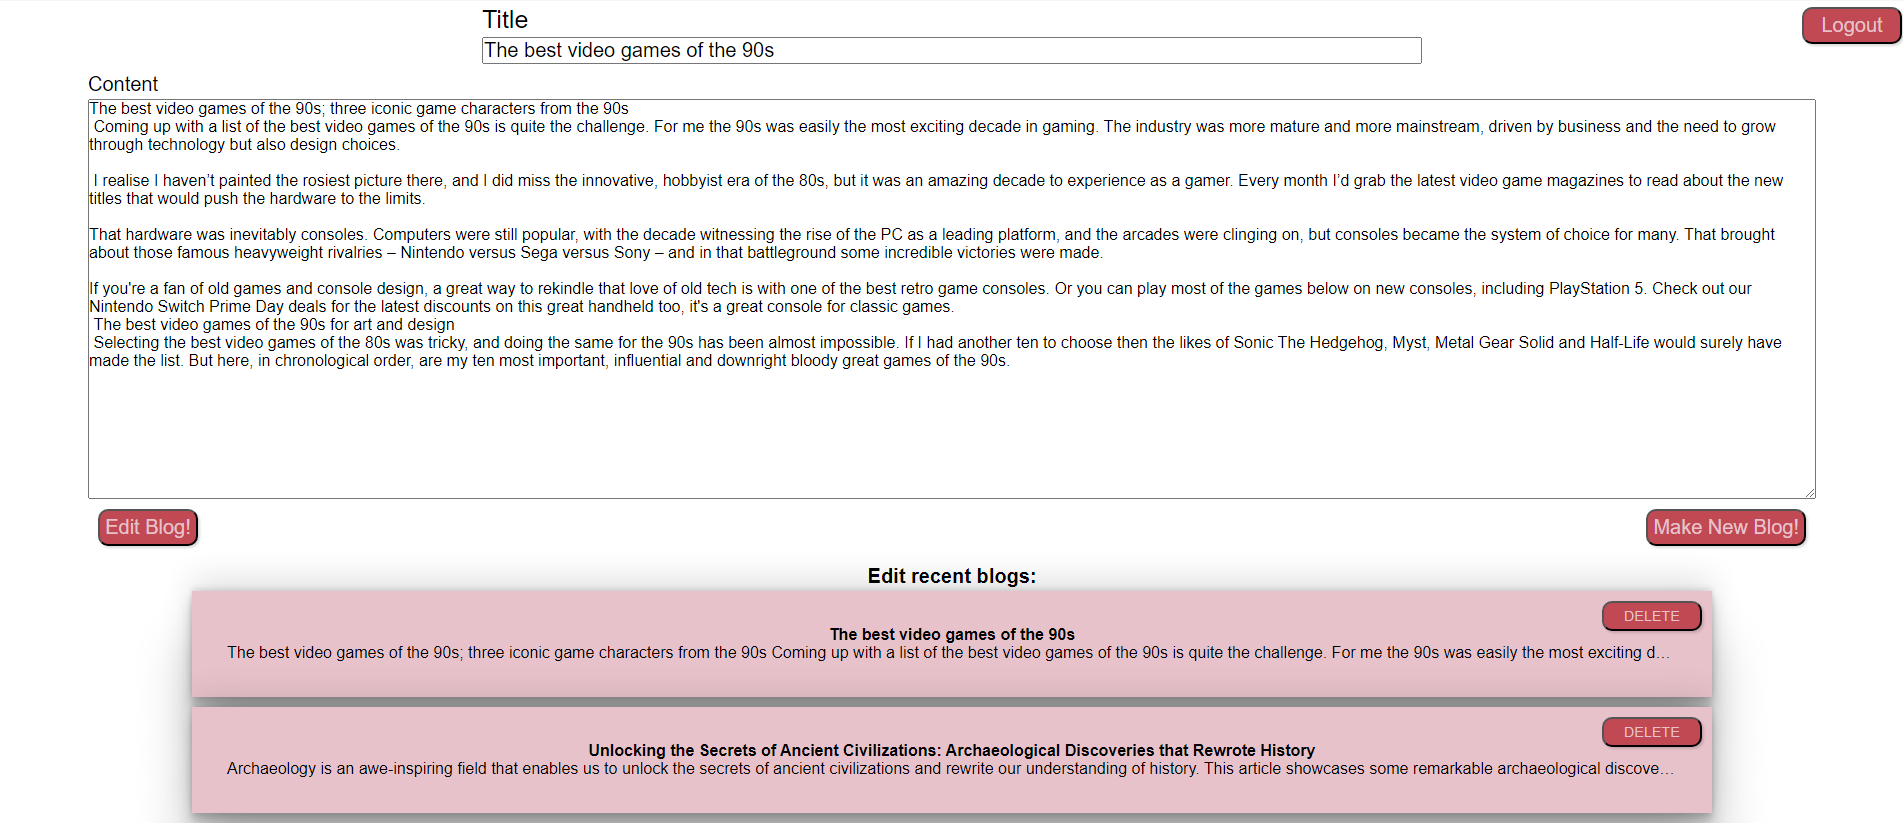 Title
Logout
The best video games of the 90s
Content
The best video games of the 90s; three iconic game characters from the 90s
Coming up with a list of the best video games of the 90s is quite the challenge. For me the 90s was easily the most exciting decade in gaming. The industry was more mature and more mainstream, driven by business and the need to grow
through technology but also design choices.
I realise I haven’t painted the rosiest picture there, and I did miss the innovative, hobbyist era of the 80s, but it was an amazing decade to experience as a gamer. Every month I’d grab the latest video game magazines to read about the new
titles that would push the hardware to the limits.
That hardware was inevitably consoles. Computers were still popular, with the decade witnessing the rise of the PC as a leading platform, and the arcades were clinging on, but consoles became the system of choice for many. That brought
about those famous heavyweight rivalries – Nintendo versus Sega versus Sony – and in that battleground some incredible victories were made.
If you're a fan of old games and console design, a great way to rekindle that love of old tech is with one of the best retro game consoles. Or you can play most of the games below on new consoles, including PlayStation 5. Check out our
Nintendo Switch Prime Day deals for the latest discounts on this great handheld too, it's a great console for classic games.
The best video games of the 90s for art and design
Selecting the best video games of the 80s was tricky, and doing the same for the 90s has been almost impossible. If I had another ten to choose then the likes of Sonic The Hedgehog, Myst, Metal Gear Solid and Half-Life would surely have
made the list. But here, in chronological order, are my ten most important, influential and downright bloody great games of the 90s.
Edit Blog!
Make New Blog!
Edit recent blogs:
DELETE
The best video games of the 90s
The best video games of the 90s; three iconic game characters from the 90s Coming up with a list of the best video games of the 90s is quite the challenge. For me the 90s was easily the most exciting d...
DELETE
Unlocking the Secrets of Ancient Civilizations: Archaeological Discoveries that Rewrote History
Archaeology is an awe-inspiring field that enables us to unlock the secrets of ancient civilizations and rewrite our understanding of history. This article showcases some remarkable archaeological discove...